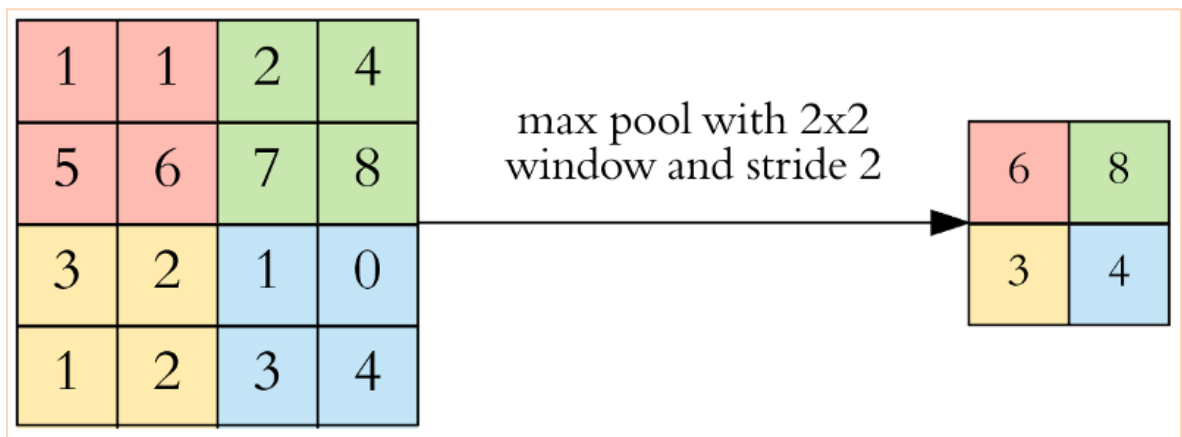 1 1 2 4
5 6 7 8
3 2 1 0
1 2 3 4
max pool with 2x2
window and stride 2
6 8
3 4